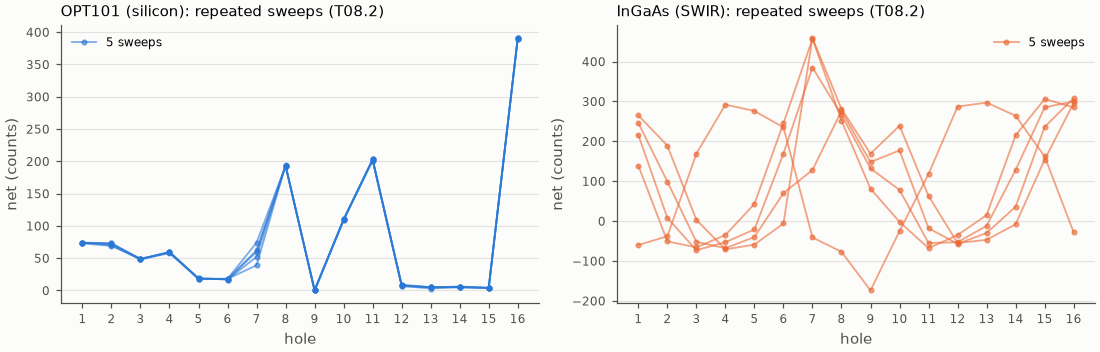 OPT101 (silicon): repeated sweeps (T08.2)
400
350
300
250
200
150
100
50
0
net (counts)
5 sweeps
1 2 3 4 5 6 7 8 9 10 11 12 13 14 15 16
hole
InGaAs (SWIR): repeated sweeps (T08.2)
400
300
200
100
0
−100
−200
net (counts)
5 sweeps
1 2 3 4 5 6 7 8 9 10 11 12 13 14 15 16
hole